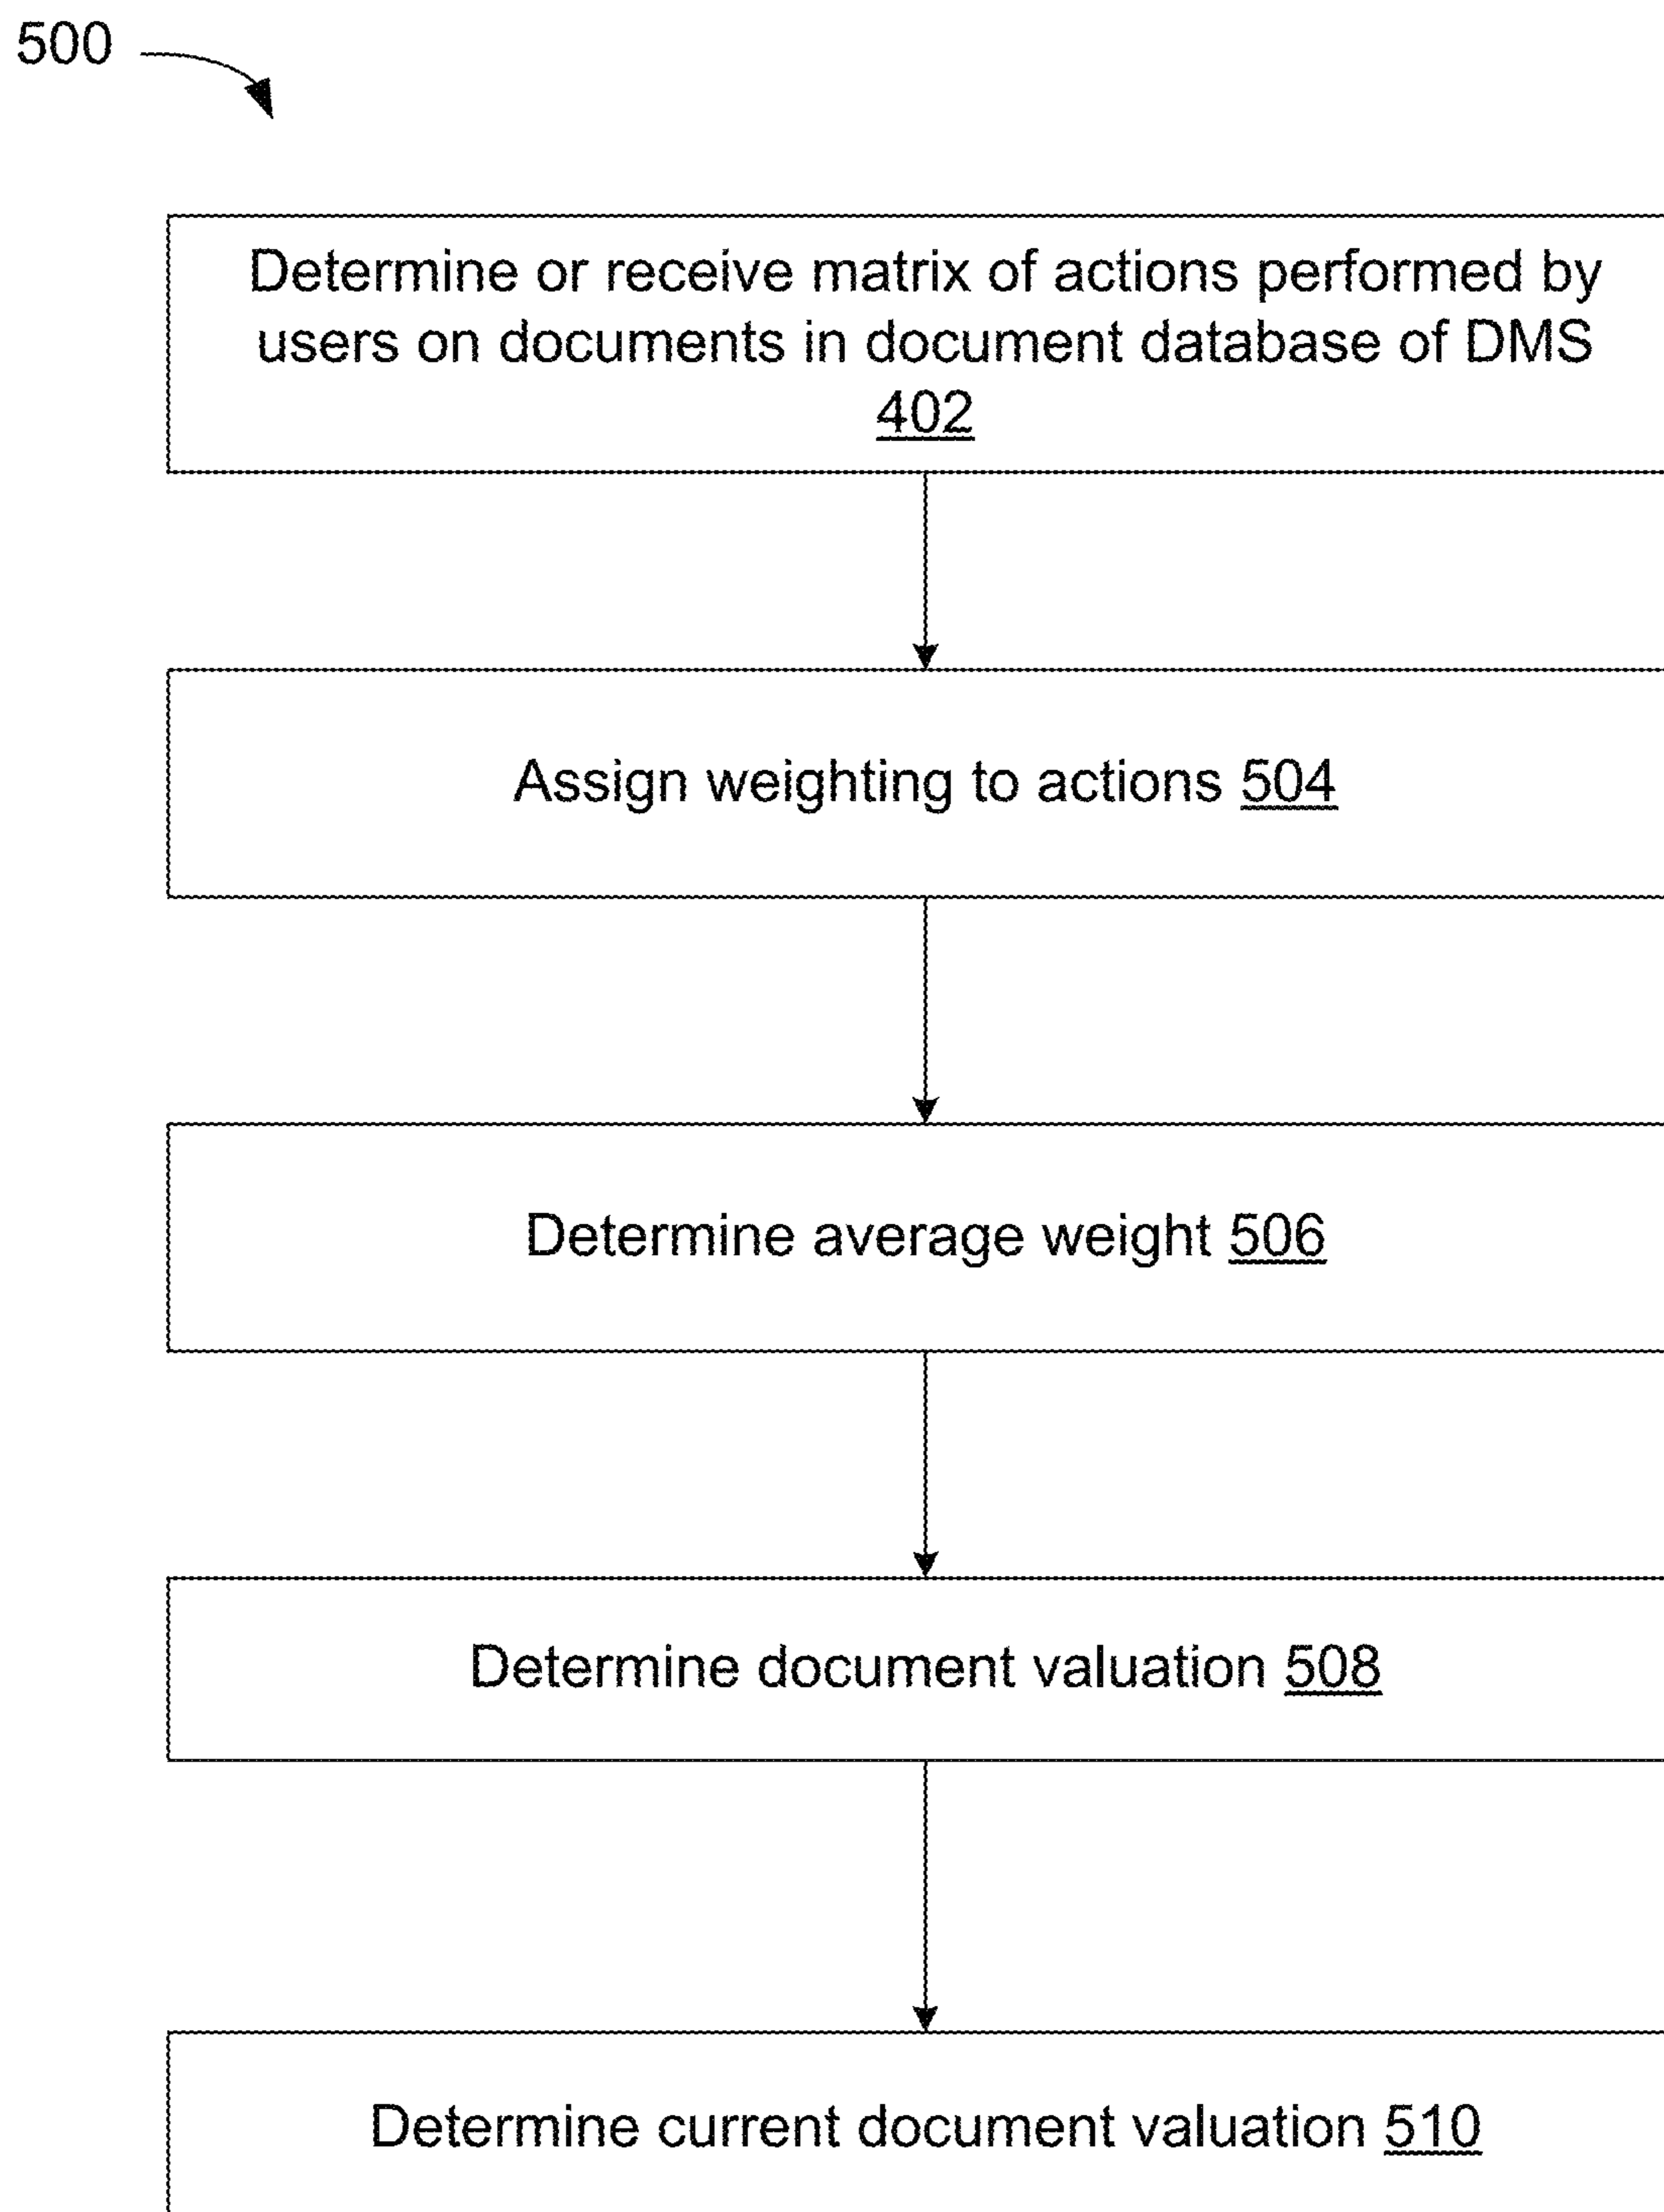 500
Determine or receive matrix of actions performed by
users on documents in document database of DMS
402
Assign weighting to actions 504
Determine average weight 506
Determine document valuation 508
Determine current document valuation 510